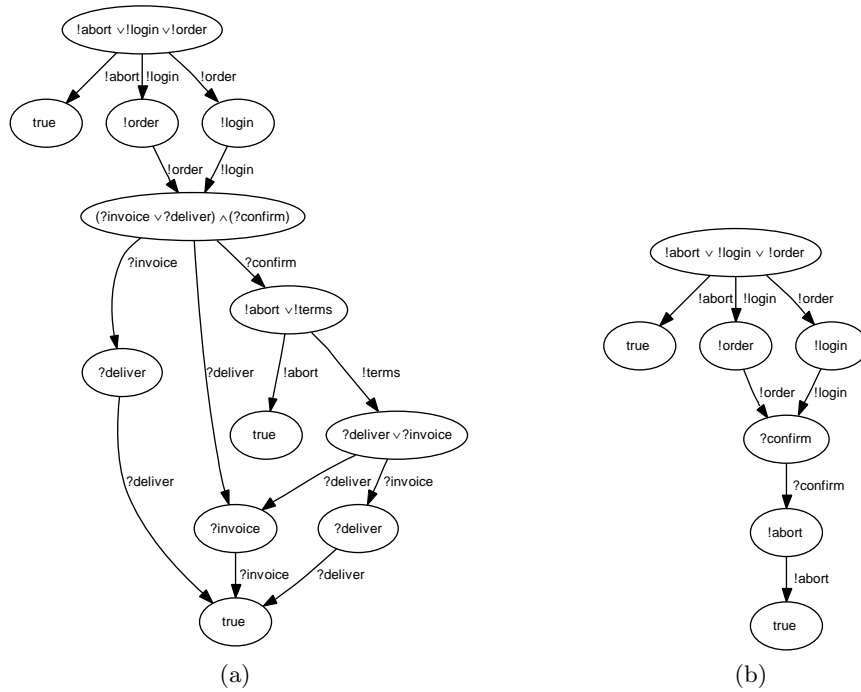 !abort ∨!login ∨!order
!abort
!login
!order
true
!order
!login
!order
!login
(?invoice ∨?deliver) ∧(?confirm)
?invoice
?confirm
!abort ∨!terms
?deliver
?deliver
!abort
!terms
true
?deliver ∨?invoice
?deliver
?deliver
?invoice
?invoice
?deliver
?invoice
?deliver
true
(a)
!abort ∨ !login ∨ !order
!abort
!login
!order
true
!order
!login
!order
!login
?confirm
?confirm
!abort
!abort
true
(b)